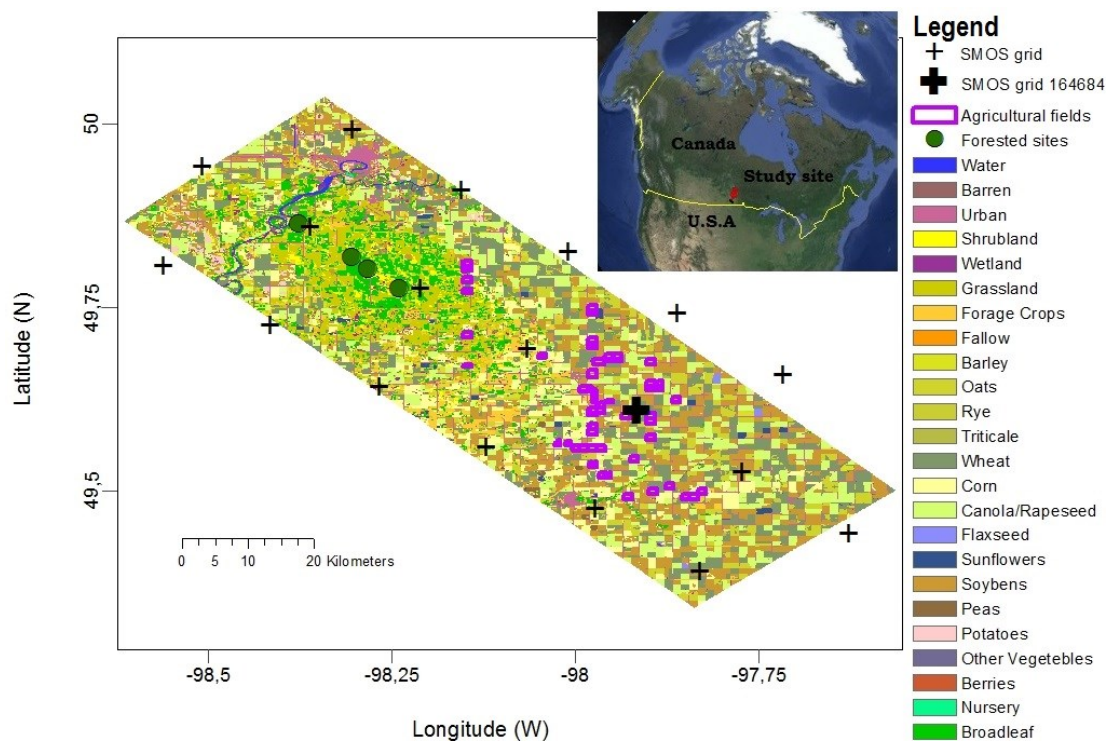 Legend
SMOS grid
SMOS grid 164684
Agricultural fields
Forested sites
Water
Barren
Urban
Shrubland
Wetland
Grassland
Forage Crops
Fallow
Barley
Oats
Rye
Triticale
Wheat
Corn
Canola/Rapeseed
Flaxseed
Sunflowers
Soybens
Peas
Potatoes
Other Vegetebles
Berries
Nursery
Broadleaf
Canada
Study site
U.S.A
Latitude (N)
50
49,75
49,5
0 5 10 20 Kilometers
-98,5 -98,25 -98 -97,75
Longitude (W)